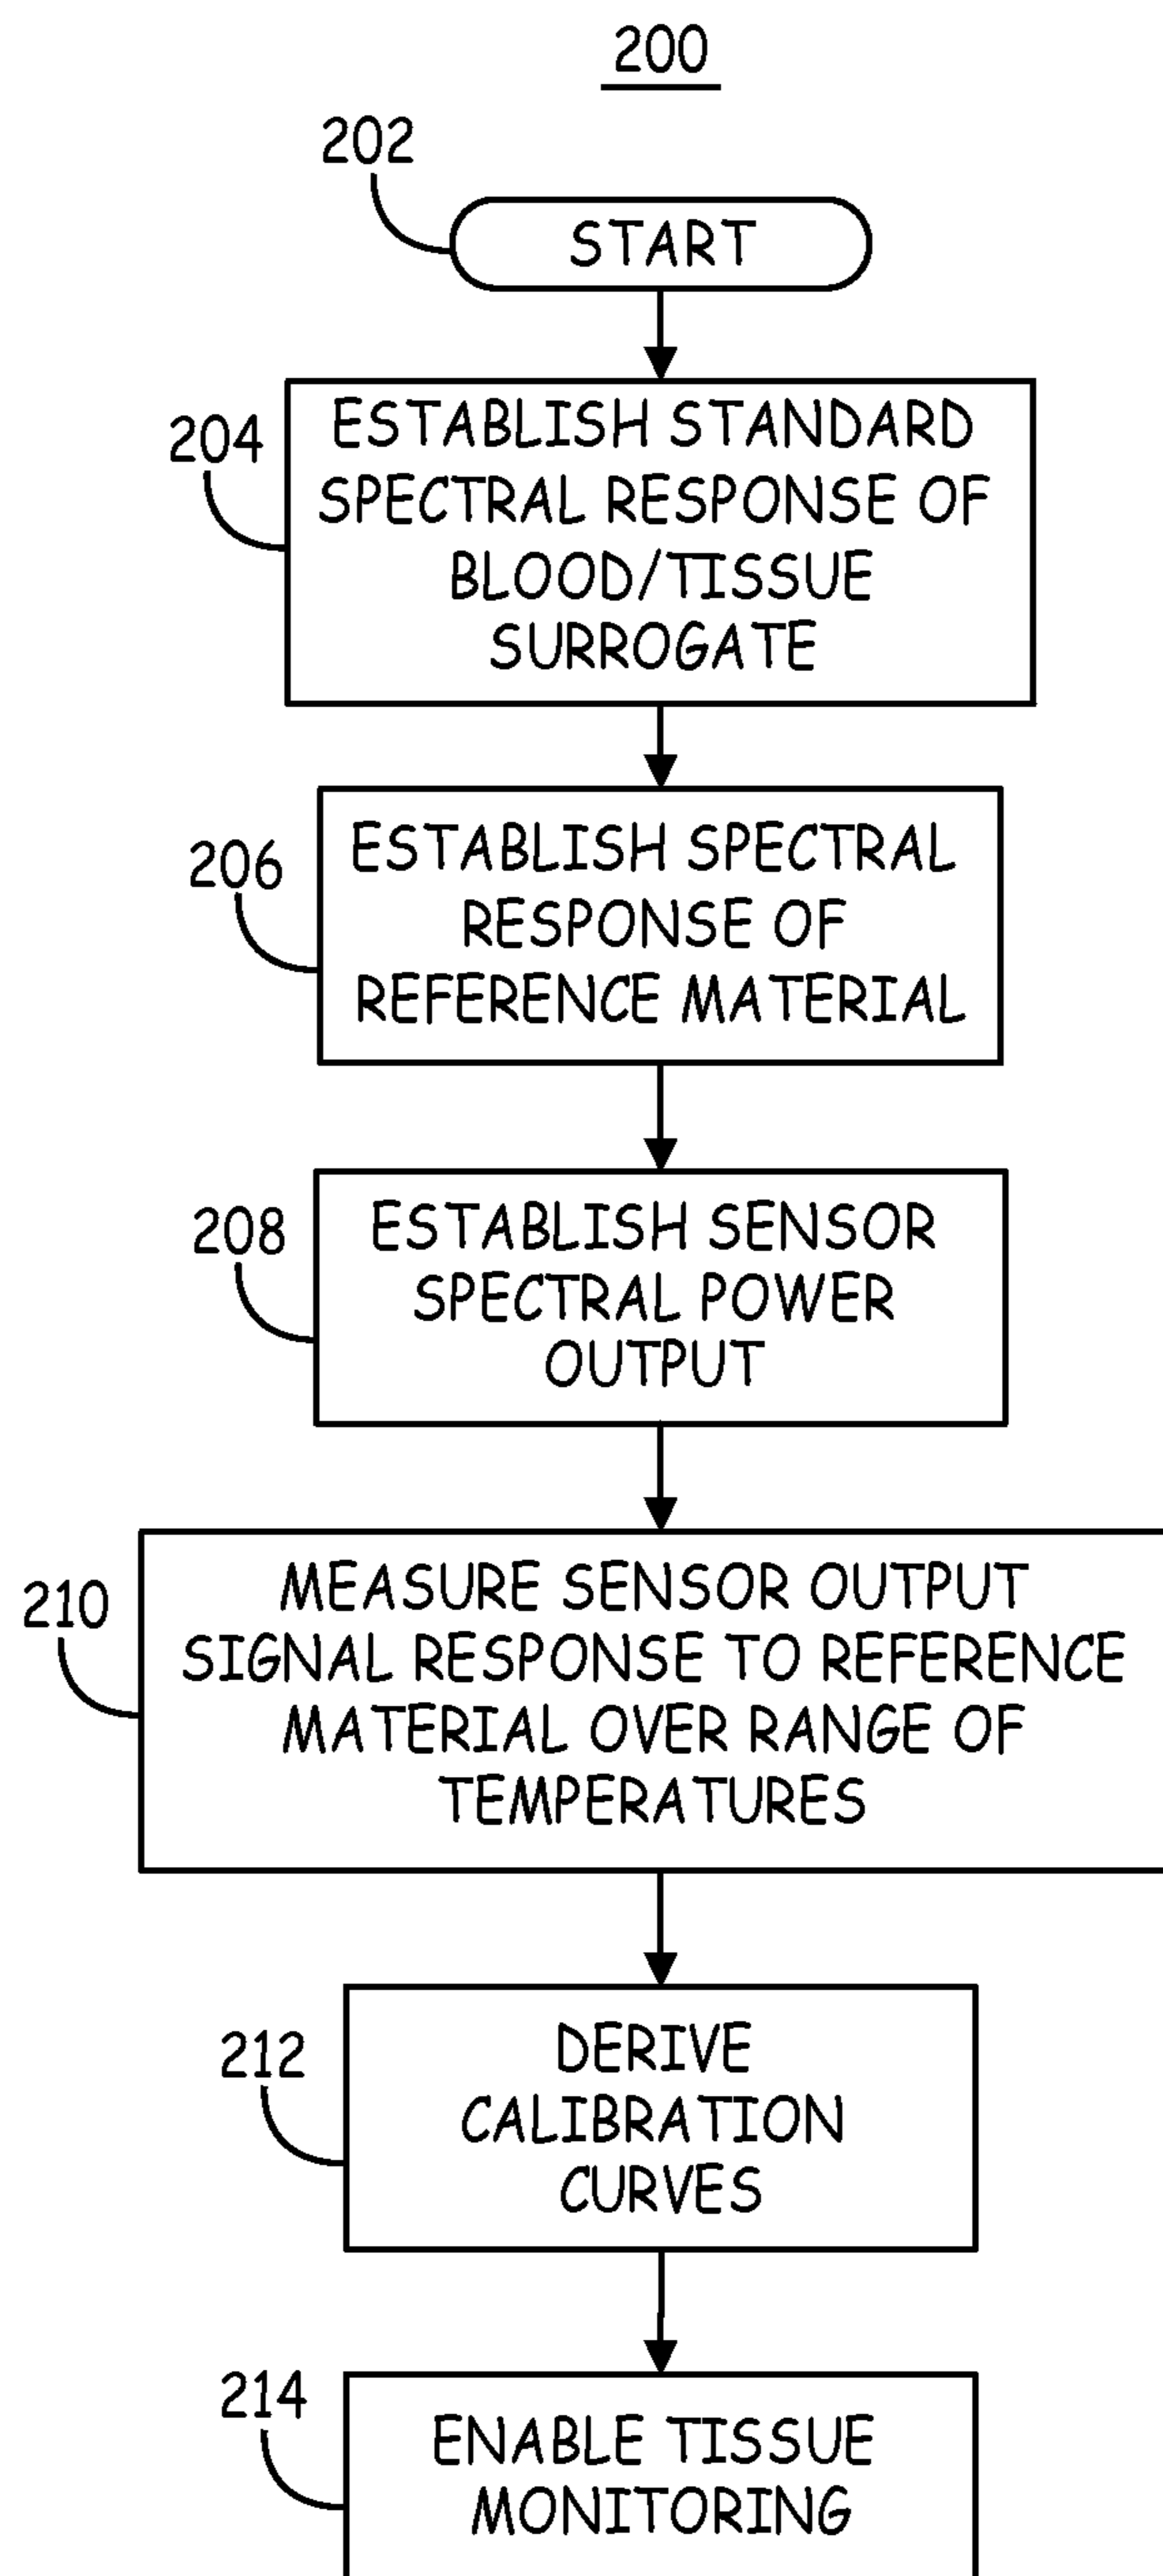 200
202
START
204
ESTABLISH STANDARD
SPECTRAL RESPONSE OF
BLOOD/TISSUE
SURROGATE
206
ESTABLISH SPECTRAL
RESPONSE OF
REFERENCE MATERIAL
208
ESTABLISH SENSOR
SPECTRAL POWER
OUTPUT
210
MEASURE SENSOR OUTPUT
SIGNAL RESPONSE TO REFERENCE
MATERIAL OVER RANGE OF
TEMPERATURES
212
DERIVE
CALIBRATION
CURVES
214
ENABLE TISSUE
MONITORING